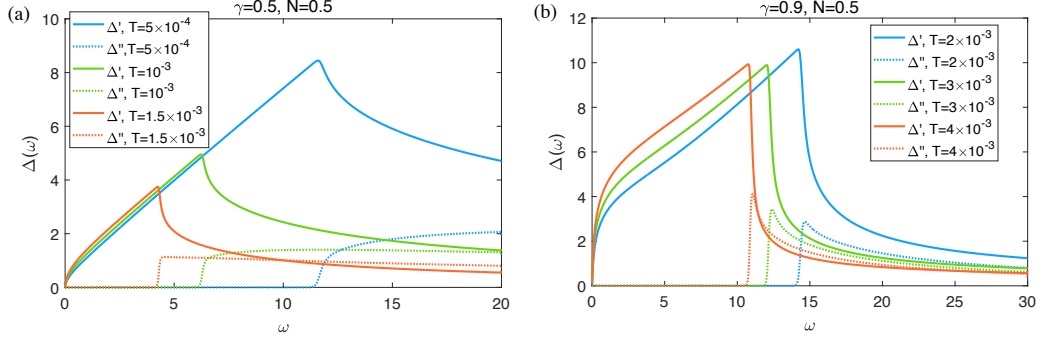 (a)
γ=0.5, N=0.5
Δ', T=5×10⁻⁴
Δ'',T=5×10⁻⁴
Δ', T=10⁻³
Δ'', T=10⁻³
Δ', T=1.5×10⁻³
Δ'', T=1.5×10⁻³
Δ(ω)
10
8
6
4
2
0
0
5
10
15
20
ω
(b)
γ=0.9, N=0.5
Δ', T=2×10⁻³
Δ'', T=2×10⁻³
Δ', T=3×10⁻³
Δ'', T=3×10⁻³
Δ', T=4×10⁻³
Δ'', T=4×10⁻³
Δ(ω)
12
10
8
6
4
2
0
0
5
10
15
20
25
30
ω